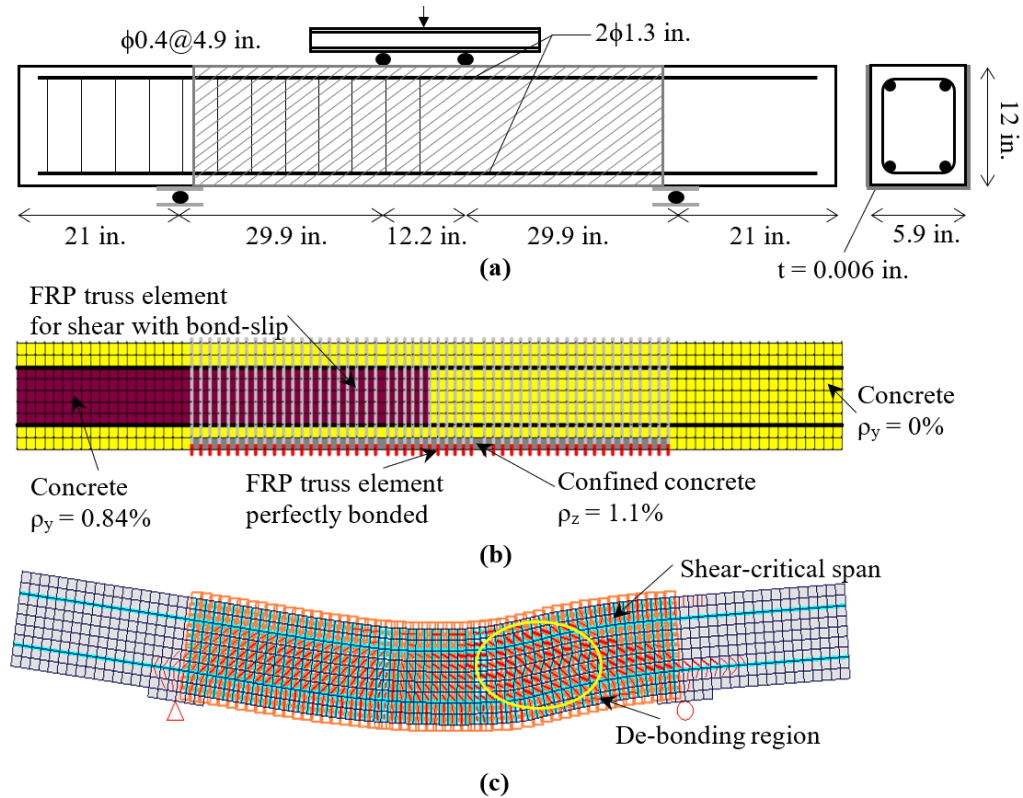 ϕ0.4@4.9 in.
2ϕ1.3 in.
12 in.
21 in.
29.9 in.
12.2 in.
29.9 in.
21 in.
5.9 in.
t = 0.006 in.
(a)
FRP truss element
for shear with bond-slip
Concrete
ρy = 0%
Concrete
ρy = 0.84%
FRP truss element
perfectly bonded
Confined concrete
ρz = 1.1%
(b)
Shear-critical span
De-bonding region
(c)